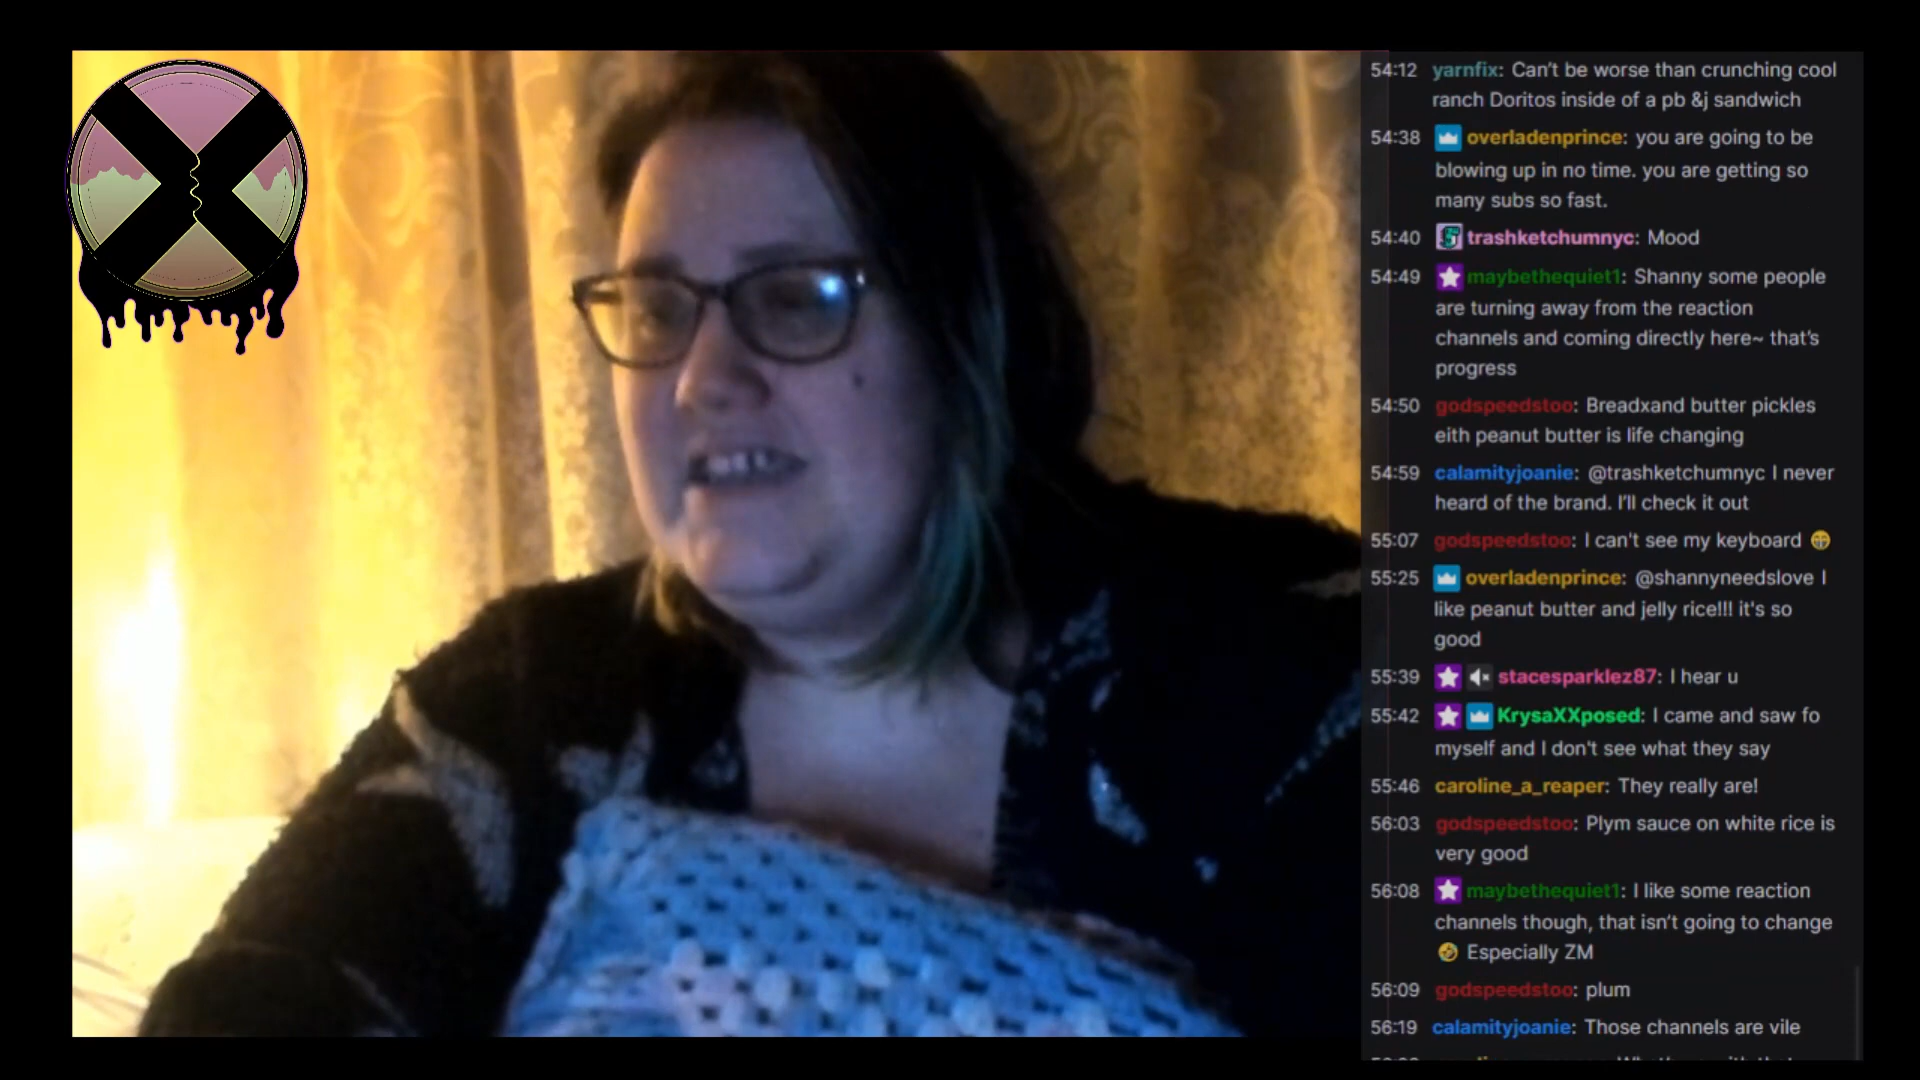 54:12 yarnfix: Can't be worse than crunching cool
ranch Doritos inside of a pb &j sandwich
54:38 overladenprince: you are going to be
blowing up in no time. you are getting so
many subs so fast.
54:40 trashketchumnyc: Mood
54:49 maybethequiet1: Shanny some people
are turning away from the reaction
channels and coming directly here~ that's
progress
54:50 godspeedstoo: Breadxand butter pickles
eith peanut butter is life changing
54:59 calamityjoanie: @trashketchumnyc I never
heard of the brand. I'll check it out
55:07 godspeedstoo: I can't see my keyboard 😁
55:25 overladenprince: @shannyneedslove I
like peanut butter and jelly rice!!! it's so
good
55:39 stacesparklez87: I hear u
55:42 KrysaXXposed: I came and saw fo
myself and I don't see what they say
55:46 caroline_a_reaper: They really are!
56:03 godspeedstoo: Plym sauce on white rice is
very good
56:08 maybethequiet1: I like some reaction
channels though, that isn't going to change
🤣 Especially ZM
56:09 godspeedstoo: plum
56:19 calamityjoanie: Those channels are vile